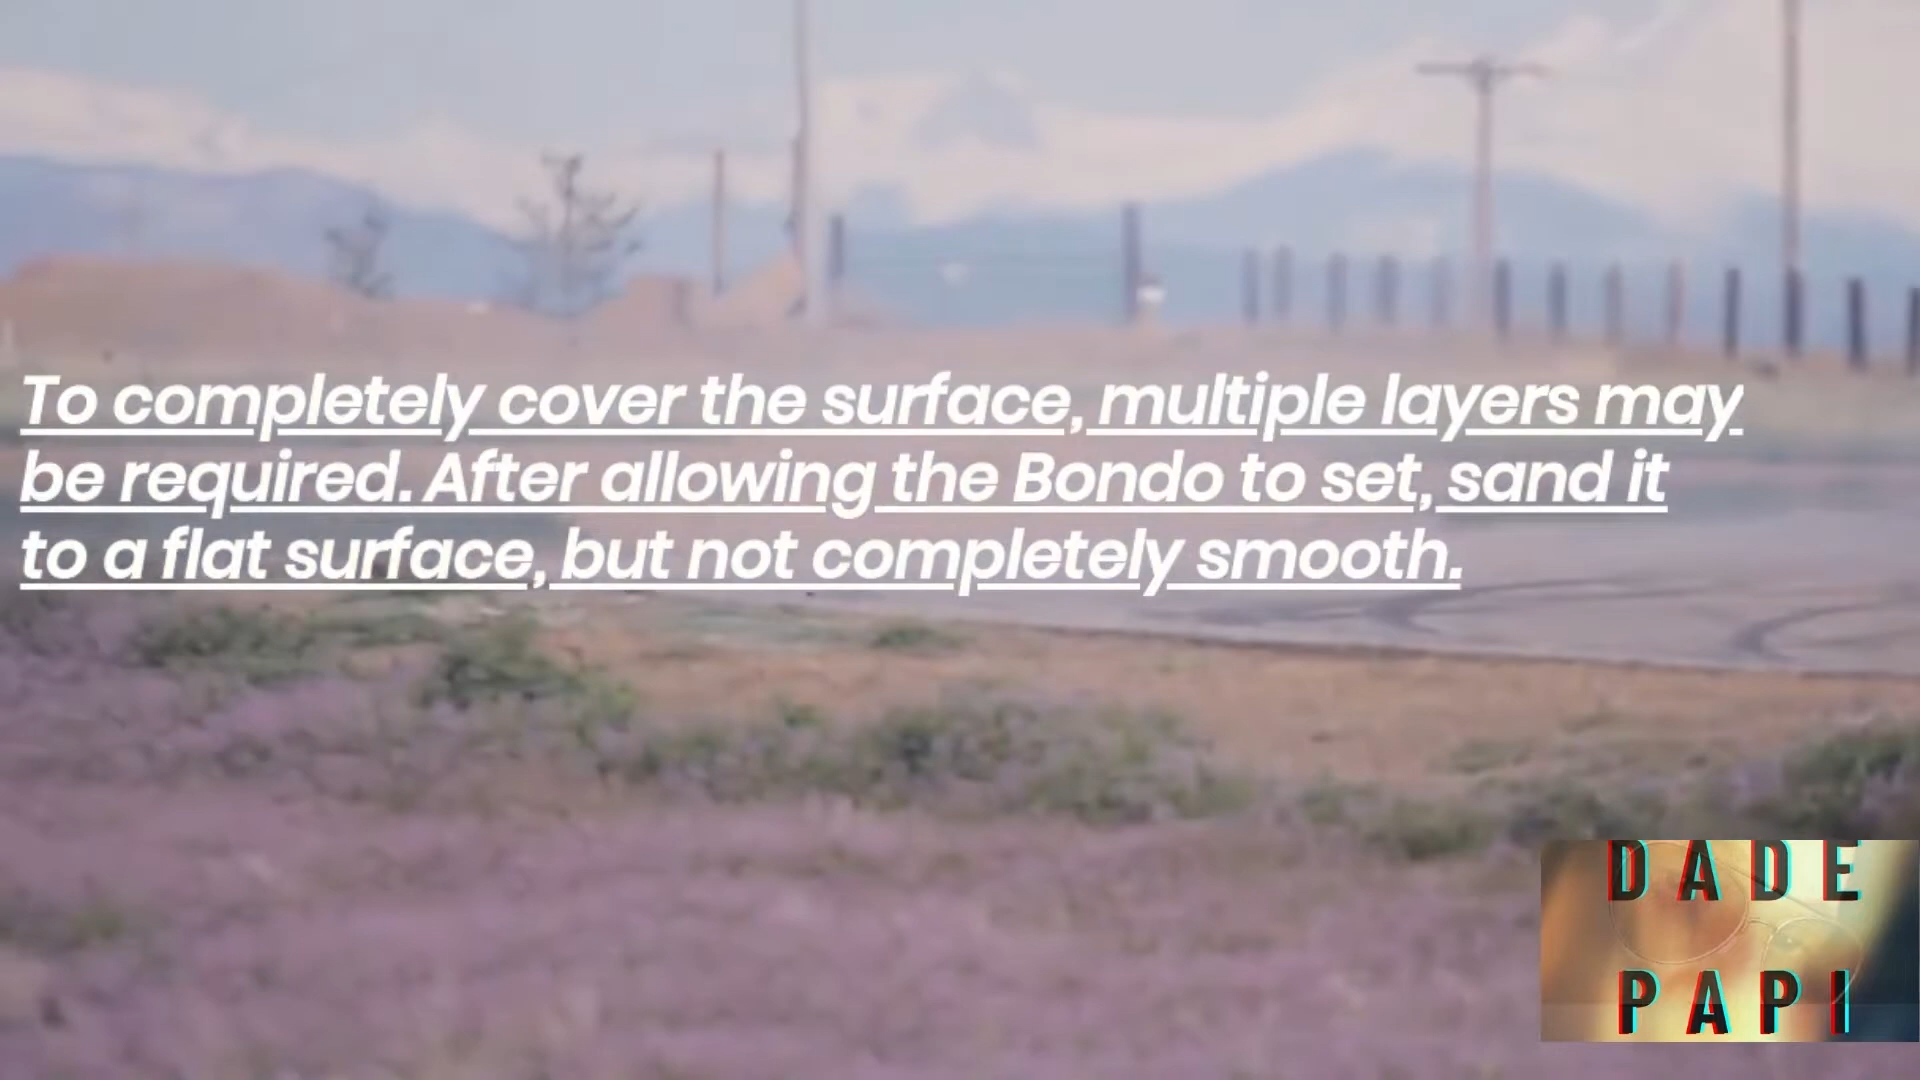 To completely cover the surface, multiple layers may
be required. After allowing the Bondo to set, sand it
to a flat surface, but not completely smooth.
DADE
PAPI